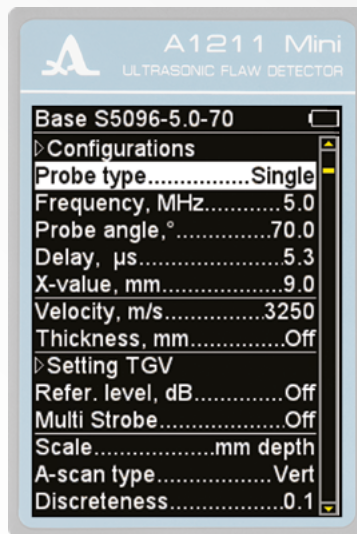 A1211 Mini
ULTRASONIC FLAW DETECTOR
Base S5096-5.0-70
▷Configurations
Probe type................Single
Frequency, MHz............5.0
Probe angle,°................70.0
Delay, µs......................5.3
X-value, mm.................9.0
Velocity, m/s...............3250
Thickness, mm.............Off
▷Setting TGV
Refer. level, dB..............Off
Multi Strobe..................Off
Scale..................mm depth
A-scan type.................Vert
Discreteness.................0.1